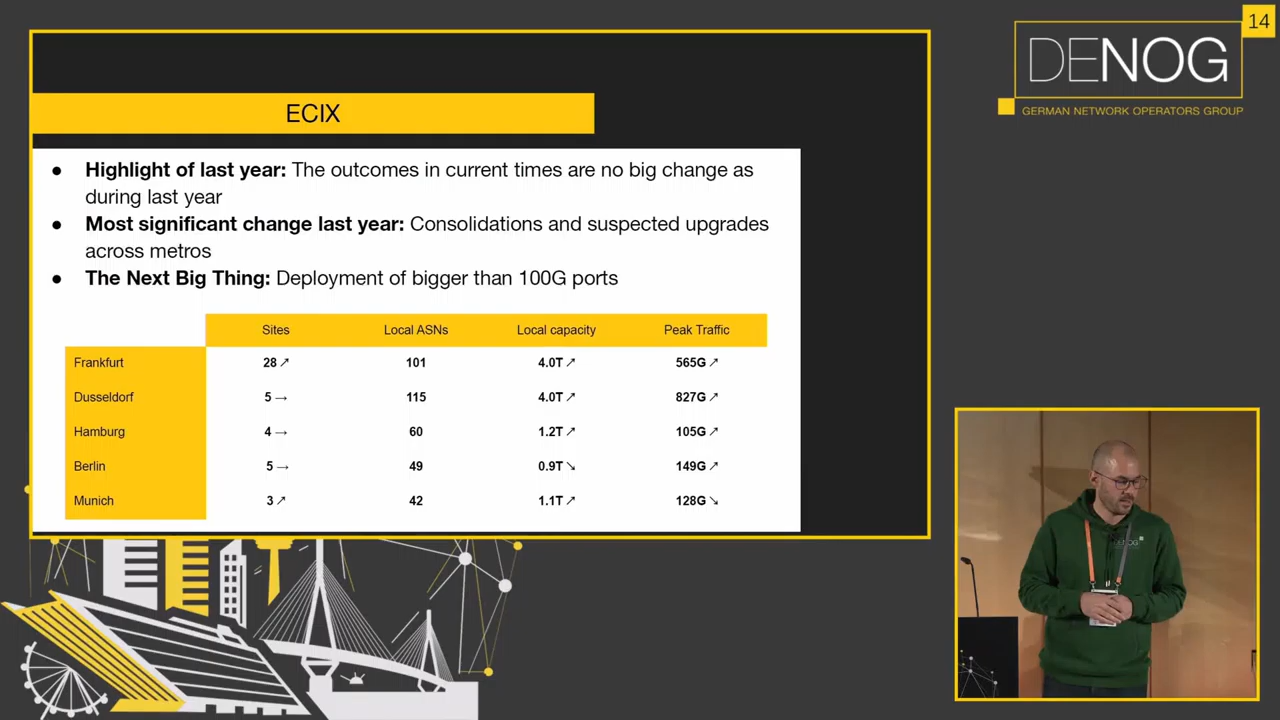 14
DENOG
GERMAN NETWORK OPERATORS GROUP
ECIX
● Highlight of last year: The outcomes in current times are no big change as
during last year
● Most significant change last year: Consolidations and suspected upgrades
across metros
● The Next Big Thing: Deployment of bigger than 100G ports
Sites Local ASNs Local capacity Peak Traffic
Frankfurt 28 ↗ 101 4.0T ↗ 565G ↗
Dusseldorf 5 → 115 4.0T ↗ 827G ↗
Hamburg 4 → 60 1.2T ↗ 105G ↗
Berlin 5 → 49 0.9T ↘ 149G ↗
Munich 3 ↗ 42 1.1T ↗ 128G ↘
DENOG